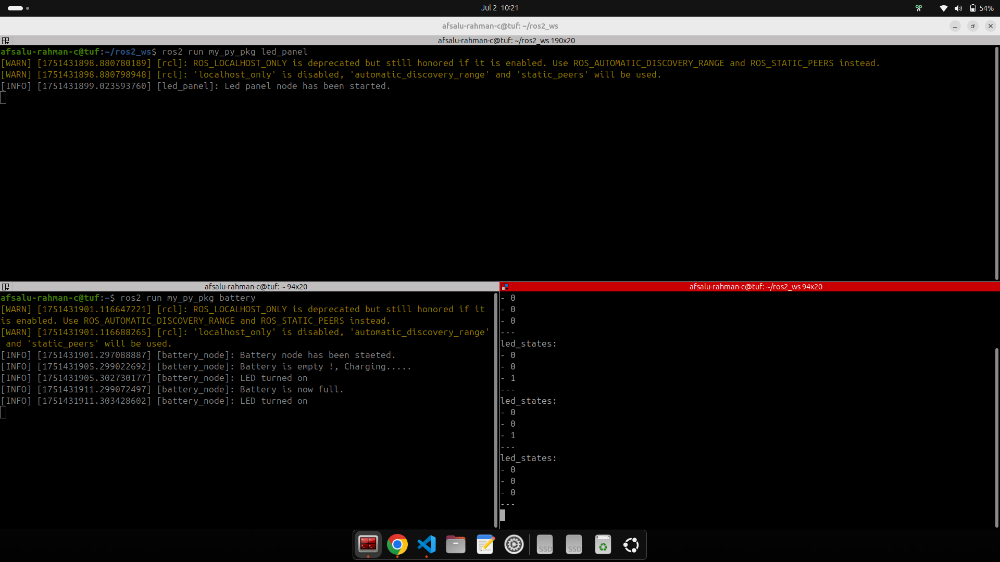 Jul 2 10:21
54%
afsalu-rahman-c@tuf: ~/ros2_ws
afsalu-rahman-c@tuf: ~/ros2_ws 190x20
afsalu-rahman-c@tuf:~/ros2_ws$ ros2 run my_py_pkg led_panel
[WARN] [1751431898.880780189] [rcl]: ROS_LOCALHOST_ONLY is deprecated but still honored if it is enabled. Use ROS_AUTOMATIC_DISCOVERY_RANGE and ROS_STATIC_PEERS instead.
[WARN] [1751431898.880798948] [rcl]: 'localhost_only' is disabled, 'automatic_discovery_range' and 'static_peers' will be used.
[INFO] [1751431899.023593760] [led_panel]: Led panel node has been started.
afsalu-rahman-c@tuf: ~ 94x20
afsalu-rahman-c@tuf:~$ ros2 run my_py_pkg battery
[WARN] [1751431901.116647221] [rcl]: ROS_LOCALHOST_ONLY is deprecated but still honored if it
is enabled. Use ROS_AUTOMATIC_DISCOVERY_RANGE and ROS_STATIC_PEERS instead.
[WARN] [1751431901.116688265] [rcl]: 'localhost_only' is disabled, 'automatic_discovery_range'
and 'static_peers' will be used.
[INFO] [1751431901.297088887] [battery_node]: Battery node has been staeted.
[INFO] [1751431905.299022692] [battery_node]: Battery is empty !, Charging.....
[INFO] [1751431905.302730177] [battery_node]: LED turned on
[INFO] [1751431911.299072497] [battery_node]: Battery is now full.
[INFO] [1751431911.303428602] [battery_node]: LED turned on
afsalu-rahman-c@tuf: ~/ros2_ws 94x20
- 0
- 0
- 0
---
led_states:
- 0
- 0
- 1
---
led_states:
- 0
- 0
- 1
---
led_states:
- 0
- 0
- 0
---
SSD
SSD